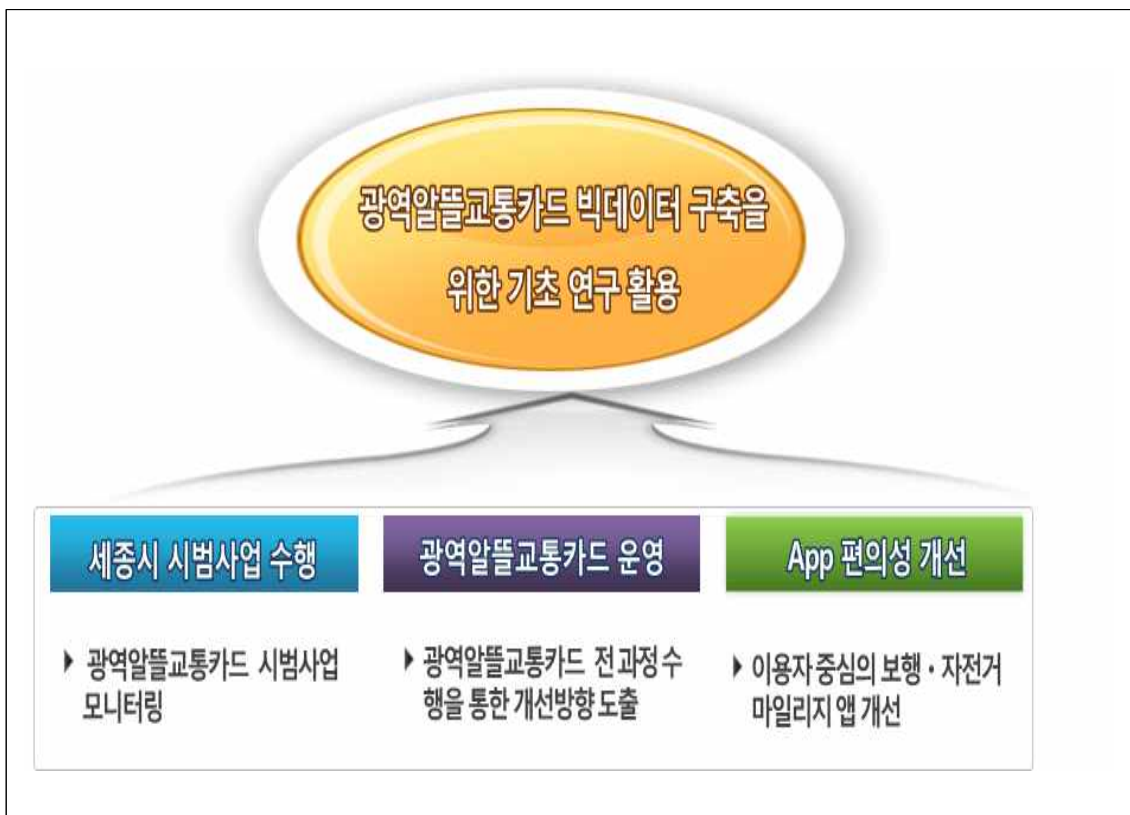 광역알뜰교통카드 빅데이터 구축을
위한 기초 연구 활용
세종시 시범사업 수행
▶ 광역알뜰교통카드 시범사업
모니터링
광역알뜰교통카드 운영
▶ 광역알뜰교통카드 전 과정 수
행을 통한 개선방향 도출
App 편의성 개선
▶ 이용자 중심의 보행・자전거
마일리지 앱 개선